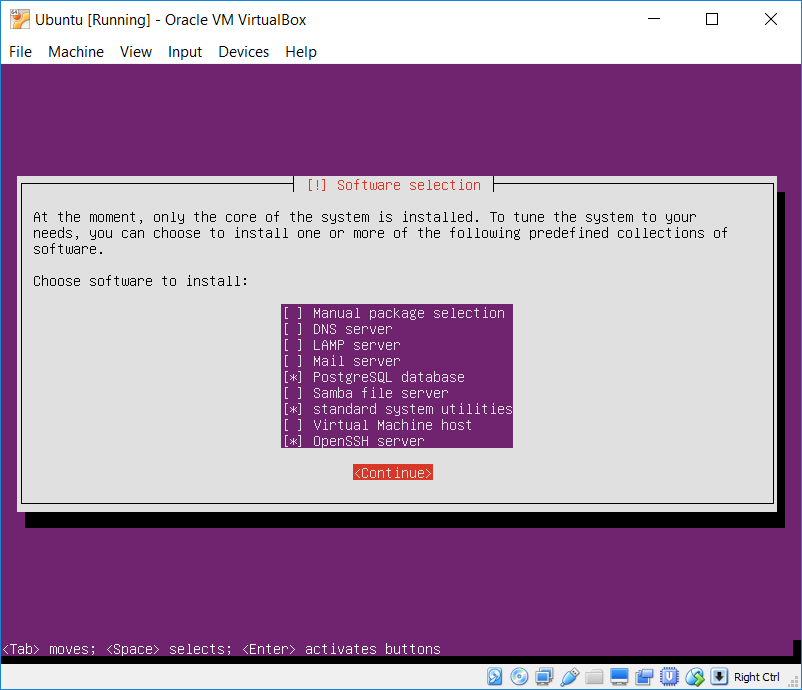 Ubuntu [Running] - Oracle VM VirtualBox
File Machine View Input Devices Help
[!] Software selection
At the moment, only the core of the system is installed. To tune the system to your
needs, you can choose to install one or more of the following predefined collections of
software.
Choose software to install:
[ ] Manual package selection
[ ] DNS server
[ ] LAMP server
[ ] Mail server
[*] PostgreSQL database
[ ] Samba file server
[*] standard system utilities
[ ] Virtual Machine host
[*] OpenSSH server
<Continue>
<Tab> moves; <Space> selects; <Enter> activates buttons
Right Ctrl